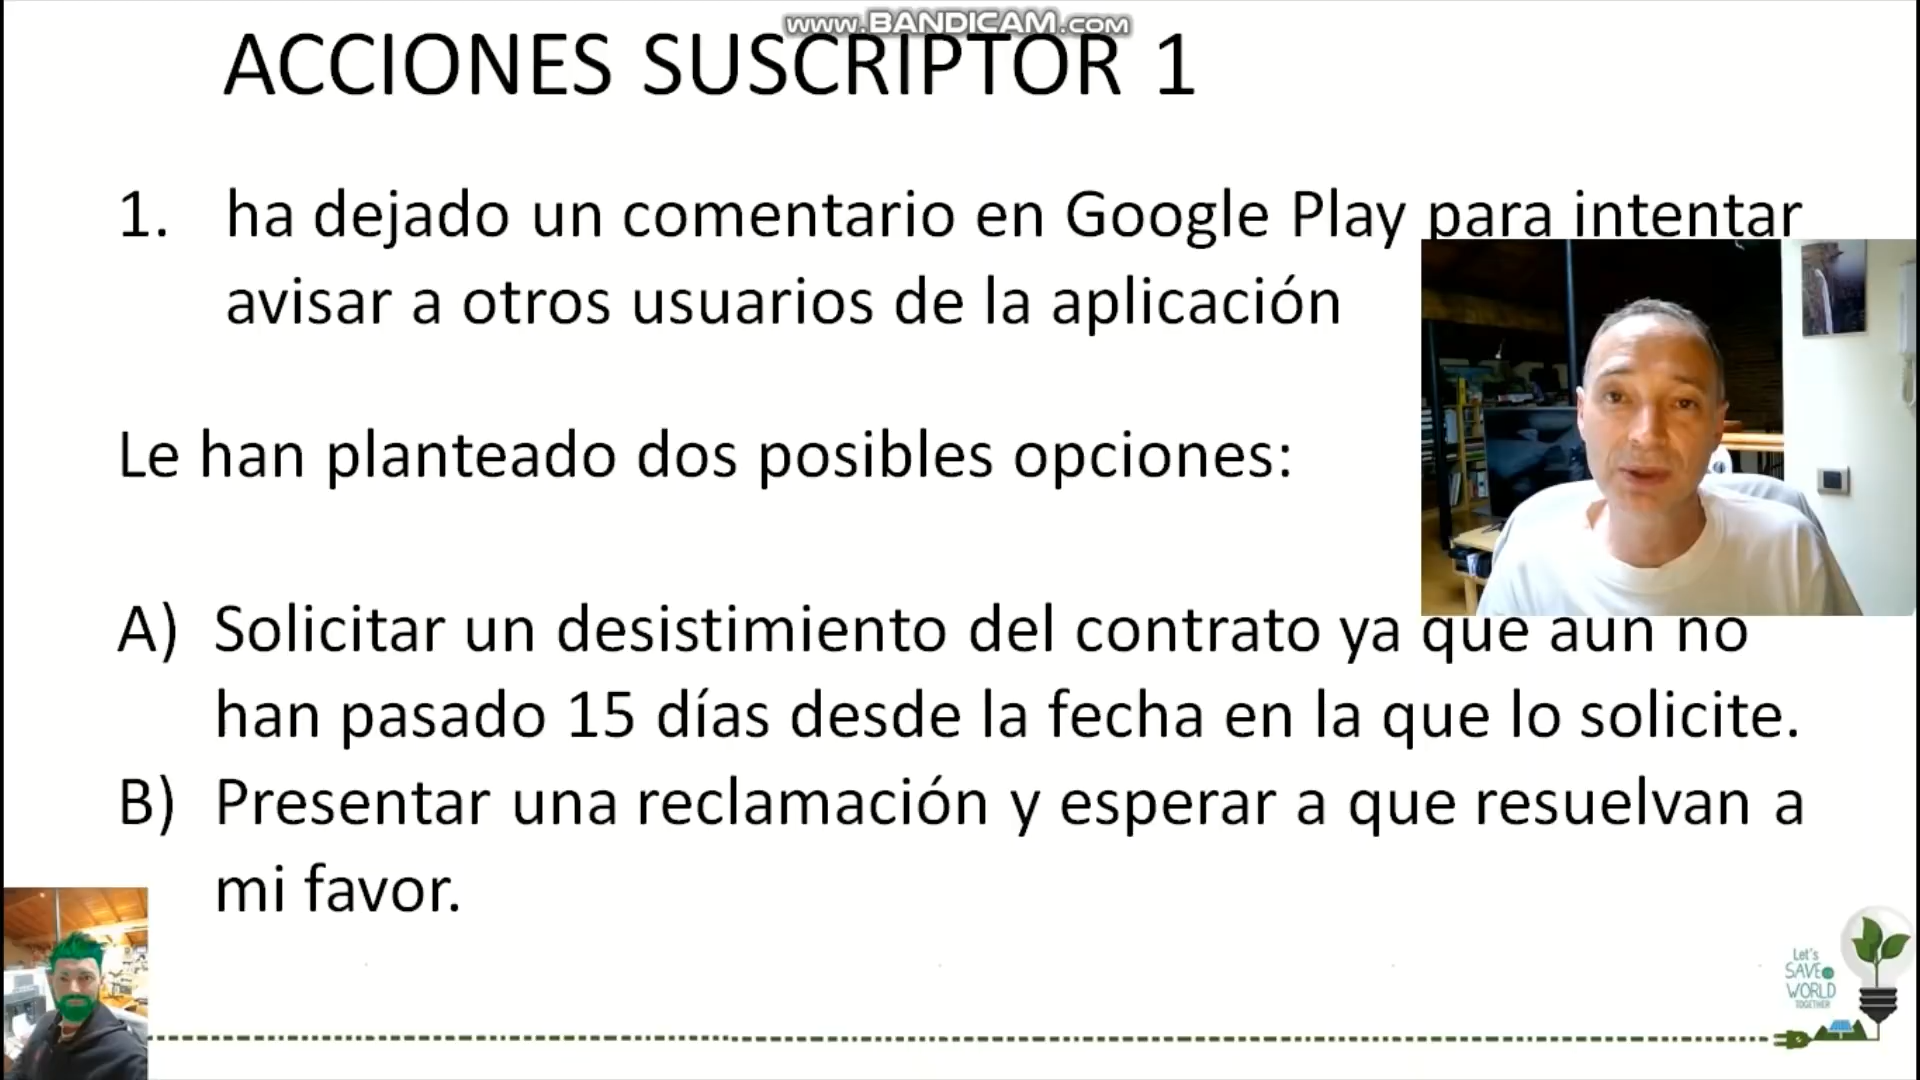 www.BANDICAM.com
ACCIONES SUSCRIPTOR 1
1. ha dejado un comentario en Google Play para intentar
avisar a otros usuarios de la aplicación
Le han planteado dos posibles opciones:
A) Solicitar un desistimiento del contrato ya que aún no
han pasado 15 días desde la fecha en la que lo solicite.
B) Presentar una reclamación y esperar a que resuelvan a
mi favor.
Let's
SAVE
WORLD
TOGETHER